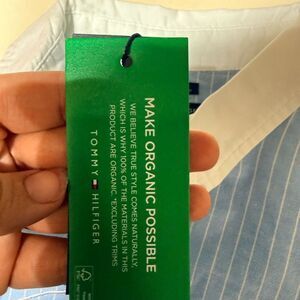 MAKE ORGANIC POSSIBLE
WE BELIEVE TRUE STYLE COMES NATURALLY,
WHICH IS WHY 100% OF THE MATERIALS IN THIS
PRODUCT ARE ORGANIC.*EXCLUDING TRIMS
TOMMY HILFIGER